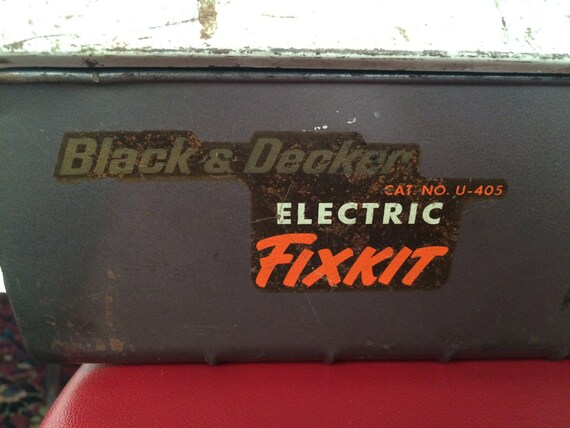 Black & Decker
CAT. NO. U-405
ELECTRIC
FIXKIT